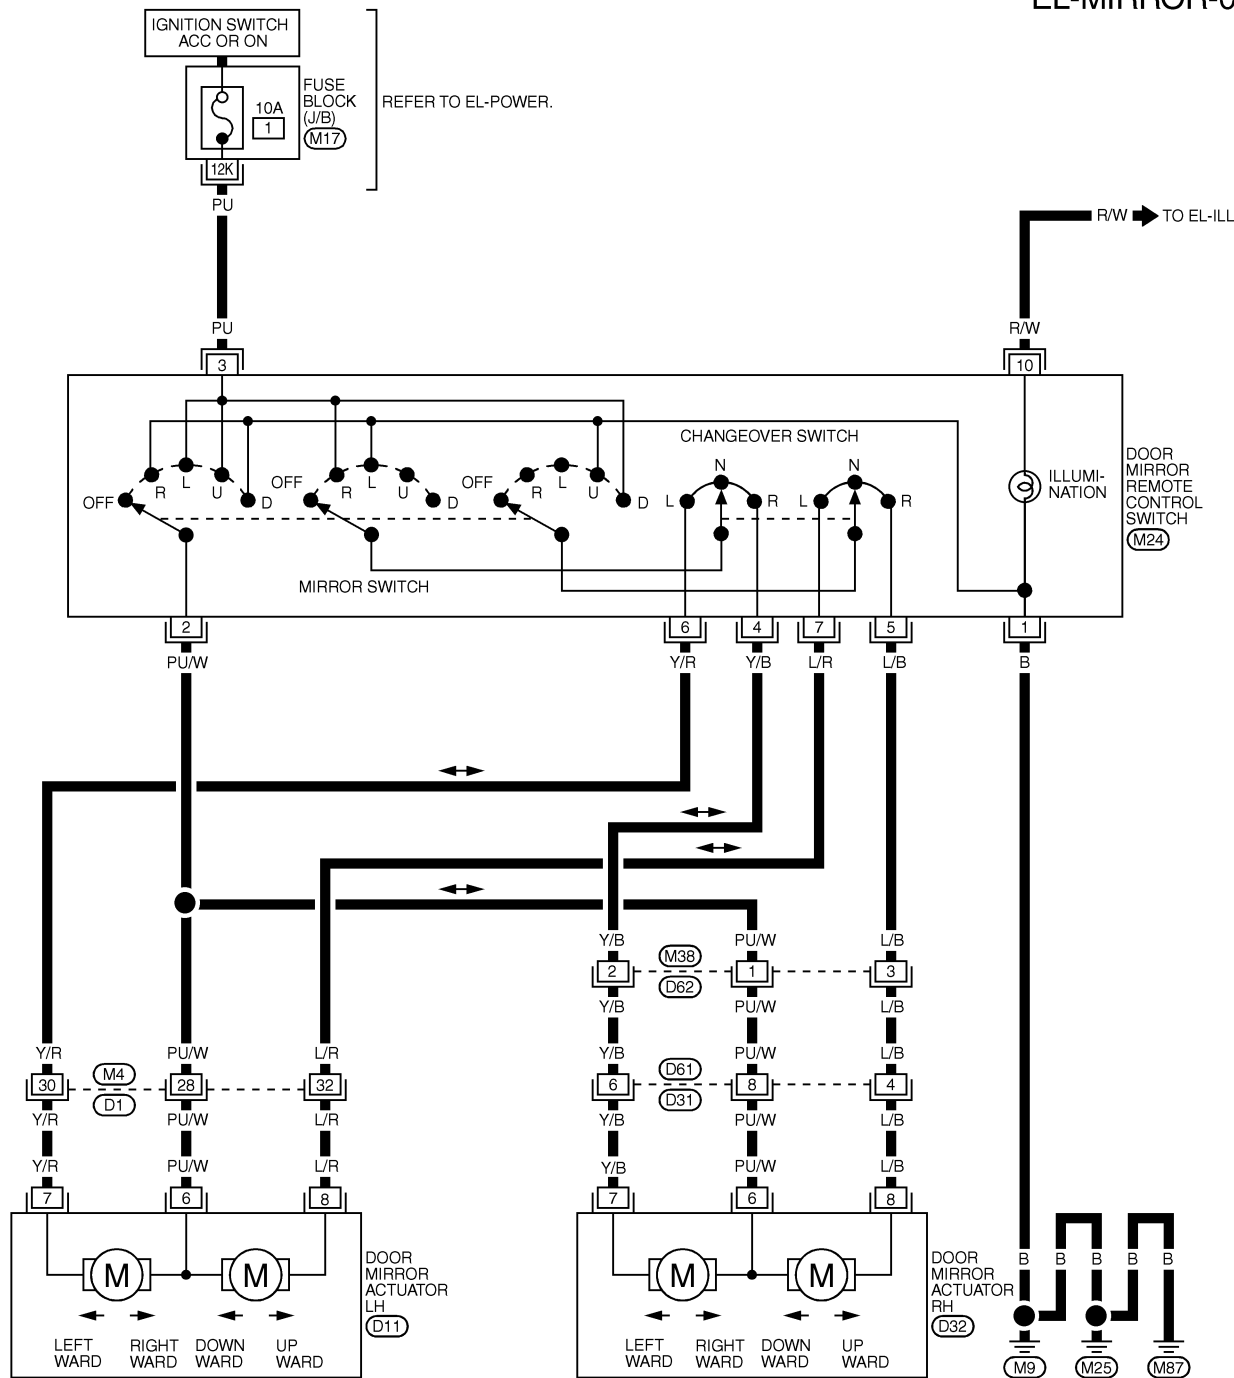 EL-MIRROR-0
IGNITION SWITCH
ACC OR ON
FUSE
BLOCK
(J/B)
M17
10A
1
REFER TO EL-POWER.
12K
PU
R/W
TO EL-ILL
PU
R/W
3
10
CHANGEOVER SWITCH
OFF
R
L
U
D
OFF
R
L
U
D
OFF
R
L
U
D
L
N
R
L
N
R
ILLUMI-
NATION
DOOR
MIRROR
REMOTE
CONTROL
SWITCH
M24
MIRROR SWITCH
2
6
4
7
5
1
PU/W
Y/R
Y/B
L/R
L/B
B
Y/B
PU/W
L/B
M38
2
1
3
D62
Y/B
PU/W
L/B
Y/R
PU/W
L/R
Y/B
PU/W
L/B
M4
D61
30
28
32
6
8
4
D1
D31
Y/R
PU/W
L/R
Y/B
PU/W
L/B
Y/R
PU/W
L/R
Y/B
PU/W
L/B
7
6
8
7
6
8
M
M
DOOR
MIRROR
ACTUATOR
LH
D11
LEFT
WARD
RIGHT
WARD
DOWN
WARD
UP
WARD
M
M
DOOR
MIRROR
ACTUATOR
RH
D32
LEFT
WARD
RIGHT
WARD
DOWN
WARD
UP
WARD
B
B
B
B
B
M9
M25
M87